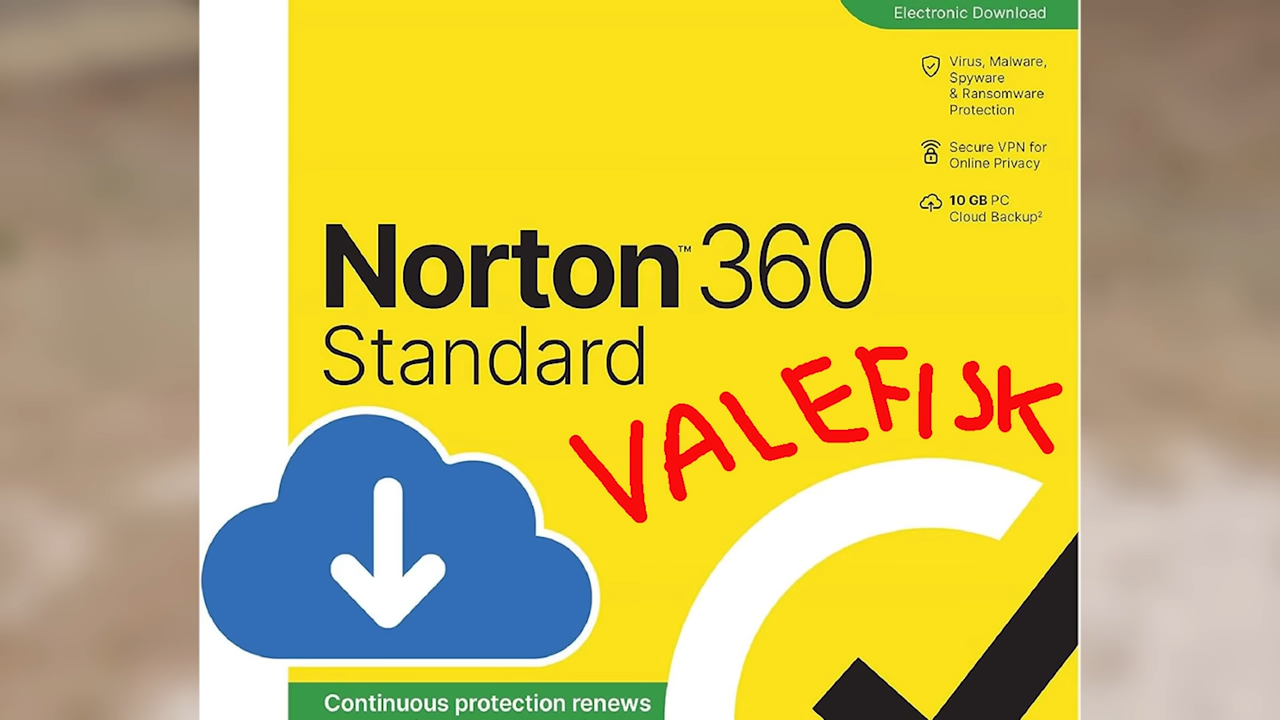 Electronic Download
Virus, Malware,
Spyware
& Ransomware
Protection
Secure VPN for
Online Privacy
10 GB PC
Cloud Backup²
Norton™ 360
Standard
VALEFISK
Continuous protection renews